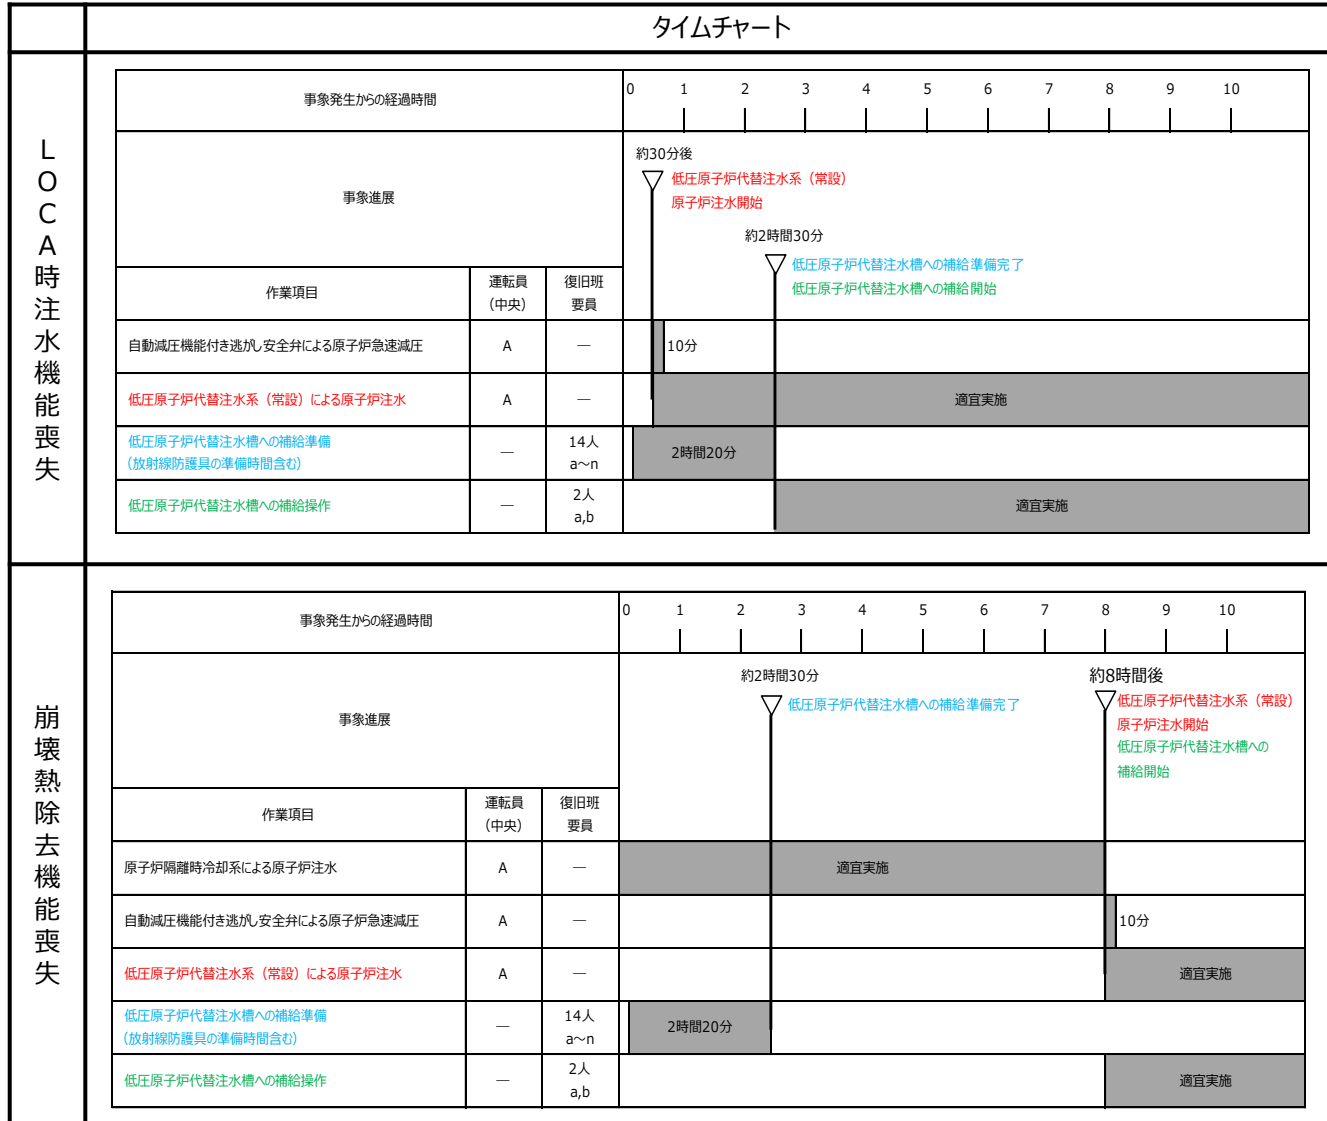 タイムチャート
LOCA時注水機能喪失
事象発生からの経過時間
0 1 2 3 4 5 6 7 8 9 10
事象進展
約30分後
低圧原子炉代替注水系（常設）
原子炉注水開始
約2時間30分
低圧原子炉代替注水槽への補給準備完了
低圧原子炉代替注水槽への補給開始
作業項目
運転員
（中央）
復旧班
要員
自動減圧機能付き逃がし安全弁による原子炉急速減圧
A
―
10分
低圧原子炉代替注水系（常設）による原子炉注水
A
―
適宜実施
低圧原子炉代替注水槽への補給準備
(放射線防護具の準備時間含む)
―
14人
a～n
2時間20分
低圧原子炉代替注水槽への補給操作
―
2人
a,b
適宜実施
崩壊熱除去機能喪失
事象発生からの経過時間
0 1 2 3 4 5 6 7 8 9 10
事象進展
約2時間30分
低圧原子炉代替注水槽への補給準備完了
約8時間後
低圧原子炉代替注水系（常設）
原子炉注水開始
低圧原子炉代替注水槽への
補給開始
作業項目
運転員
（中央）
復旧班
要員
原子炉隔離時冷却系による原子炉注水
A
―
適宜実施
自動減圧機能付き逃がし安全弁による原子炉急速減圧
A
―
10分
低圧原子炉代替注水系（常設）による原子炉注水
A
―
適宜実施
低圧原子炉代替注水槽への補給準備
(放射線防護具の準備時間含む)
―
14人
a～n
2時間20分
低圧原子炉代替注水槽への補給操作
―
2人
a,b
適宜実施